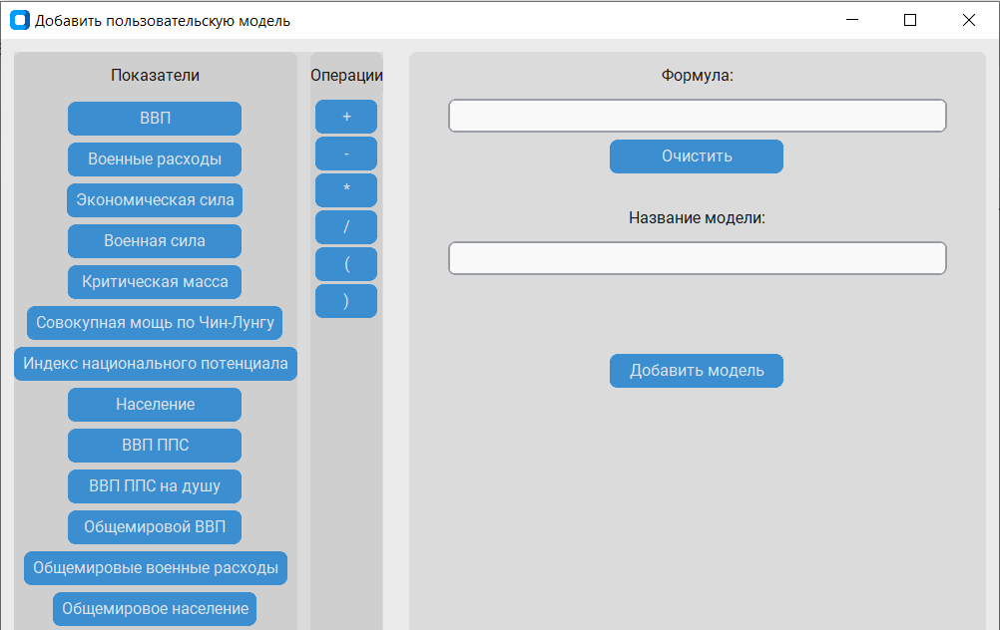 Добавить пользовательскую модель
Показатели
ВВП
Военные расходы
Экономическая сила
Военная сила
Критическая масса
Совокупная мощь по Чин-Лунгу
Индекс национального потенциала
Население
ВВП ППС
ВВП ППС на душу
Общемировой ВВП
Общемировые военные расходы
Общемировое население
Операции
+
-
*
/
(
)
Формула:
Очистить
Название модели:
Добавить модель